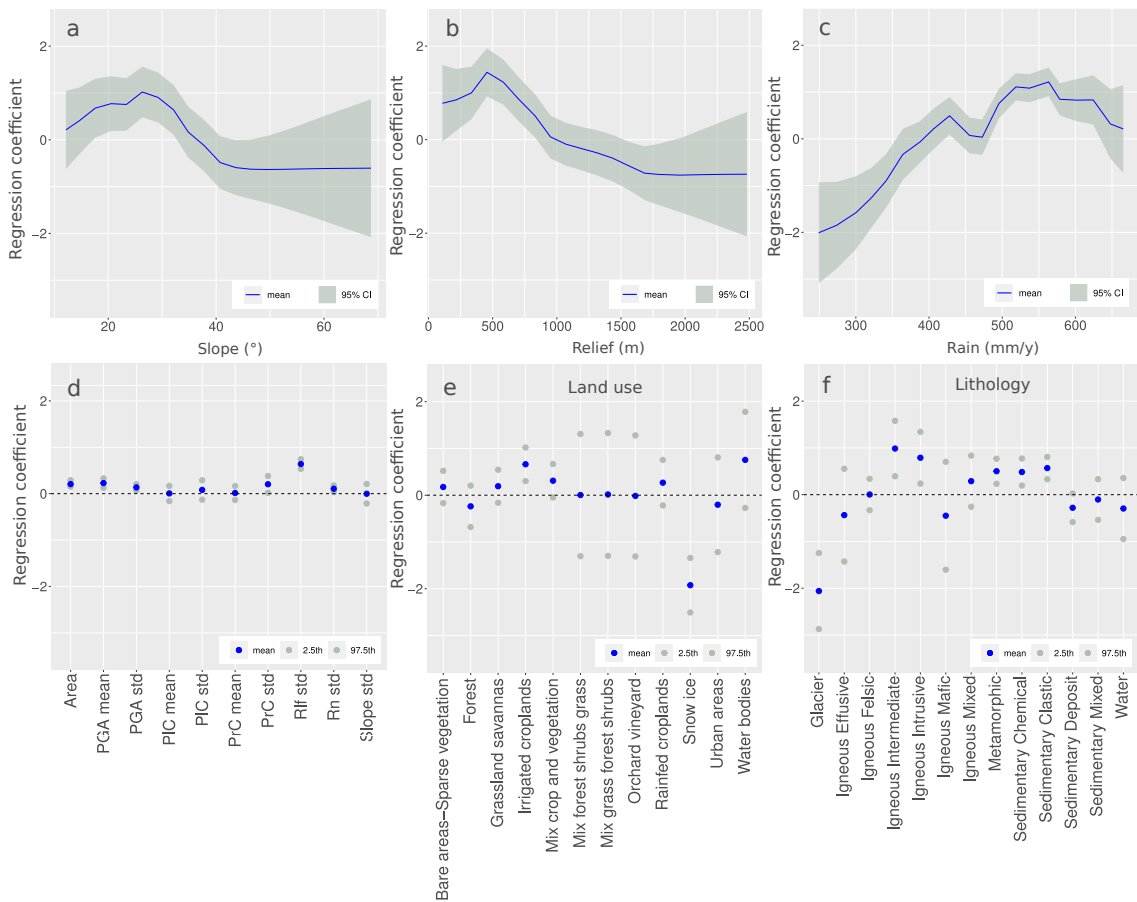 a
Regression coefficient
2
0
−2
mean
95% CI
20
40
60
Slope (°)
b
Regression coefficient
2
0
−2
mean
95% CI
0
500
1000
1500
2000
2500
Relief (m)
c
Regression coefficient
2
0
−2
mean
95% CI
300
400
500
600
Rain (mm/y)
d
Regression coefficient
2
0
−2
mean
2.5th
97.5th
Area
PGA mean
PGA std
PlC mean
PlC std
PrC mean
PrC std
Rlf std
Rn std
Slope std
e
Land use
Regression coefficient
2
0
−2
mean
2.5th
97.5th
Bare areas−Sparse vegetation
Forest
Grassland savannas
Irrigated croplands
Mix crop and vegetation
Mix forest shrubs grass
Mix grass forest shrubs
Orchard vineyard
Rainfed croplands
Snow ice
Urban areas
Water bodies
f
Lithology
Regression coefficient
2
0
−2
mean
2.5th
97.5th
Glacier
Igneous Effusive
Igneous Felsic
Igneous Intermediate
Igneous Intrusive
Igneous Mafic
Igneous Mixed
Metamorphic
Sedimentary Chemical
Sedimentary Clastic
Sedimentary Deposit
Sedimentary Mixed
Water